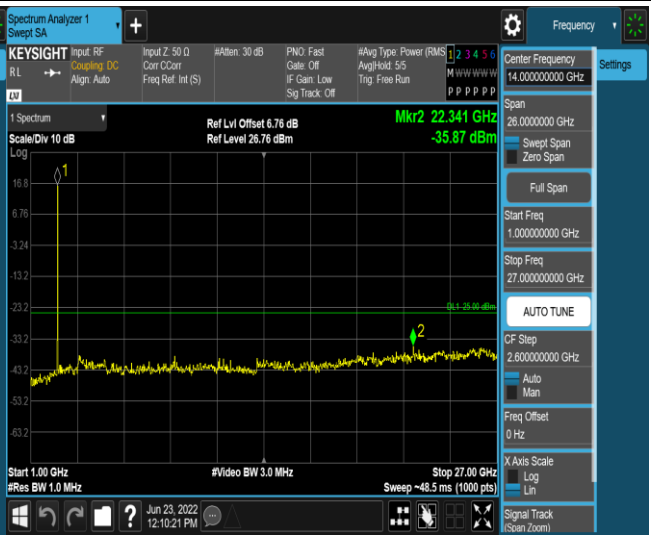 Spectrum Analyzer 1
Swept SA
Frequency
KEYSIGHT
Input: RF
Input Z: 50 Ω
#Atten: 30 dB
PNO: Fast
#Avg Type: Power (RMS
1 2 3 4 5 6
RL
Coupling: DC
Corr CCorr
Gate: Off
Avg|Hold: 5/5
M W W W W W
Align: Auto
Freq Ref: Int (S)
IF Gain: Low
Trig: Free Run
Sig Track: Off
P P P P P P
LXI
1 Spectrum
Scale/Div 10 dB
Ref Lvl Offset 6.76 dB
Ref Level 26.76 dBm
Mkr2 22.341 GHz
-35.87 dBm
Log
1
16.8
6.76
-3.24
-13.2
-23.2
DL1 -25.00 dBm
-33.2
2
-43.2
-53.2
-63.2
Start 1.00 GHz
#Video BW 3.0 MHz
Stop 27.00 GHz
#Res BW 1.0 MHz
Sweep ~48.5 ms (1000 pts)
Jun 23, 2022
12:10:21 PM
Center Frequency
14.000000000 GHz
Settings
Span
26.0000000 GHz
Swept Span
Zero Span
Full Span
Start Freq
1.000000000 GHz
Stop Freq
27.000000000 GHz
AUTO TUNE
CF Step
2.600000000 GHz
Auto
Man
Freq Offset
0 Hz
X Axis Scale
Log
Lin
Signal Track
(Span Zoom)